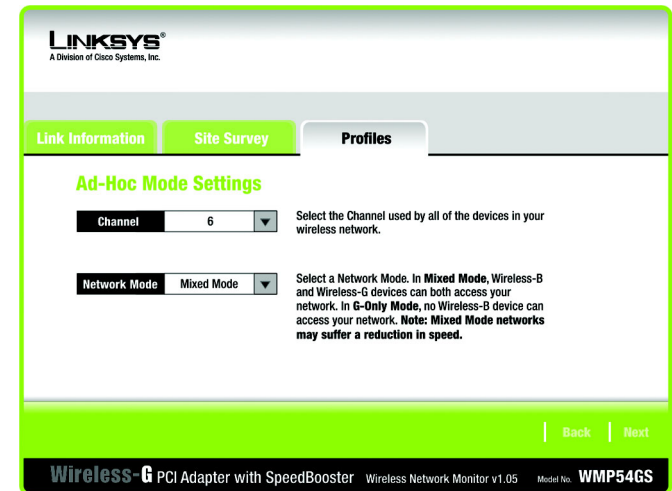 LINKSYS®
A Division of Cisco Systems, Inc.
Link Information
Site Survey
Profiles
Ad-Hoc Mode Settings
Channel
6
Select the Channel used by all of the devices in your
wireless network.
Network Mode
Mixed Mode
Select a Network Mode. In Mixed Mode, Wireless-B
and Wireless-G devices can both access your
network. In G-Only Mode, no Wireless-B device can
access your network. Note: Mixed Mode networks
may suffer a reduction in speed.
Back
Next
Wireless-G PCI Adapter with SpeedBooster Wireless Network Monitor v1.05 Model No. WMP54GS